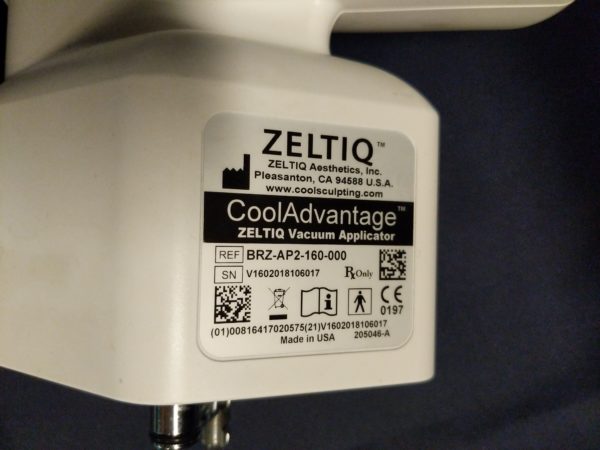 ZELTIQ™
ZELTIQ Aesthetics, Inc.
Pleasanton, CA 94588 U.S.A.
www.coolsculpting.com
CoolAdvantage™
ZELTIQ Vacuum Applicator
REF BRZ-AP2-160-000
SN V1602018106017 Rx Only
CE
0197
(01)00816417020575(21)V1602018106017
Made in USA 205046-A